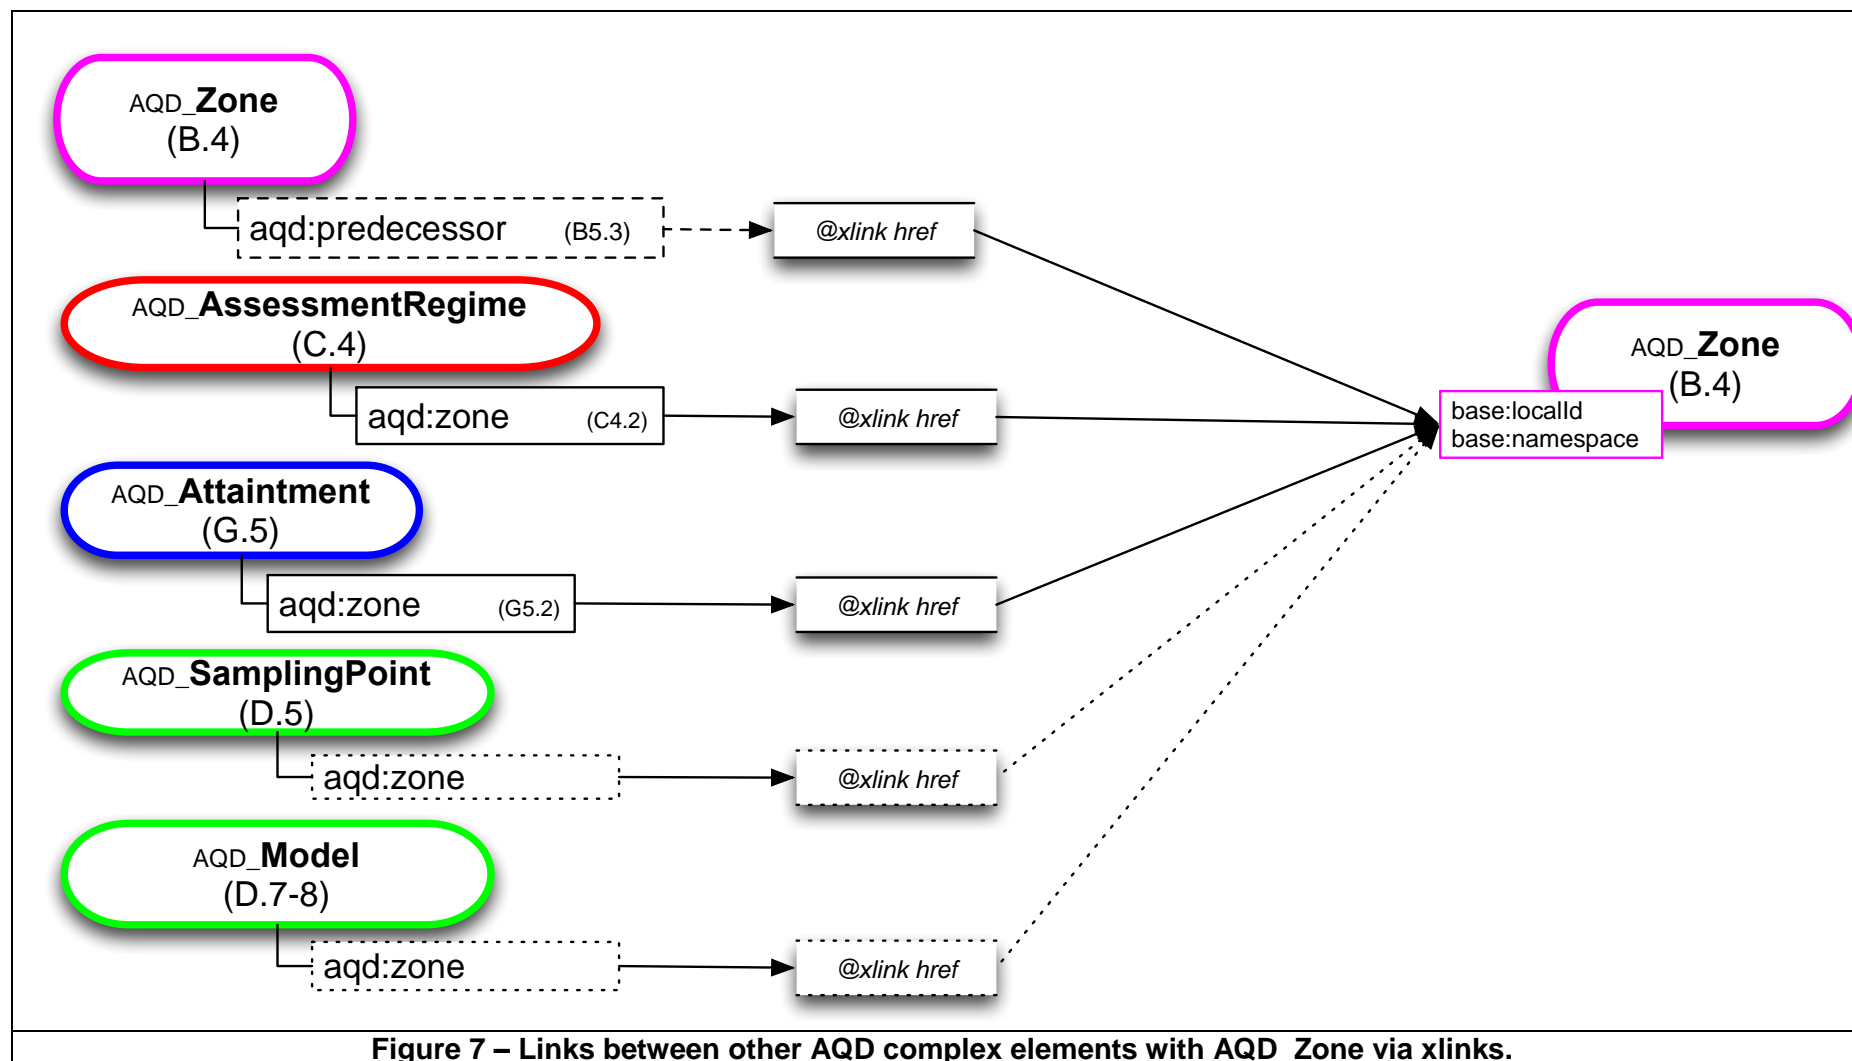 AQD_Zone
(B.4)
aqd:predecessor (B5.3)
@xlink href
AQD_AssessmentRegime
(C.4)
aqd:zone (C4.2)
@xlink href
AQD_Zone
(B.4)
base:localId
base:namespace
AQD_Attaintment
(G.5)
aqd:zone (G5.2)
@xlink href
AQD_SamplingPoint
(D.5)
aqd:zone
@xlink href
AQD_Model
(D.7-8)
aqd:zone
@xlink href
Figure 7 – Links between other AQD complex elements with AQD_Zone via xlinks.